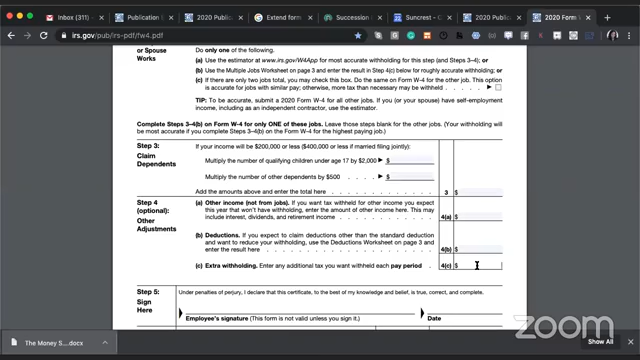 Inbox (311)
Publication
2020 Public
Extend form
Succession
Suncrest – C
2020 Public
2020 Form W
irs.gov/pub/irs-pdf/fw4.pdf
or Spouse
Works
Do only one of the following.
(a) Use the estimator at www.irs.gov/W4App for most accurate withholding for this step (and Steps 3–4); or
(b) Use the Multiple Jobs Worksheet on page 3 and enter the result in Step 4(c) below for roughly accurate withholding; or
(c) If there are only two jobs total, you may check this box. Do the same on Form W-4 for the other job. This option
is accurate for jobs with similar pay; otherwise, more tax than necessary may be withheld . . . . . ▶ ☐
TIP: To be accurate, submit a 2020 Form W-4 for all other jobs. If you (or your spouse) have self-employment
income, including as an independent contractor, use the estimator.
Complete Steps 3–4(b) on Form W-4 for only ONE of these jobs. Leave those steps blank for the other jobs. (Your withholding will
be most accurate if you complete Steps 3–4(b) on the Form W-4 for the highest paying job.)
Step 3:
Claim
Dependents
If your income will be $200,000 or less ($400,000 or less if married filing jointly):
Multiply the number of qualifying children under age 17 by $2,000 ▶ $
Multiply the number of other dependents by $500 . . . . ▶ $
Add the amounts above and enter the total here . . . . . . . . . . . . . 3 $
Step 4
(optional):
Other
Adjustments
(a) Other income (not from jobs). If you want tax withheld for other income you expect
this year that won't have withholding, enter the amount of other income here. This may
include interest, dividends, and retirement income . . . . . . . . . . . . 4(a) $
(b) Deductions. If you expect to claim deductions other than the standard deduction
and want to reduce your withholding, use the Deductions Worksheet on page 3 and
enter the result here . . . . . . . . . . . . . . . . . . . . . . 4(b) $
(c) Extra withholding. Enter any additional tax you want withheld each pay period . 4(c) $
Step 5:
Sign
Here
Under penalties of perjury, I declare that this certificate, to the best of my knowledge and belief, is true, correct, and complete.
Employee's signature (This form is not valid unless you sign it.)
Date
zoom
The Money S....docx
Show All